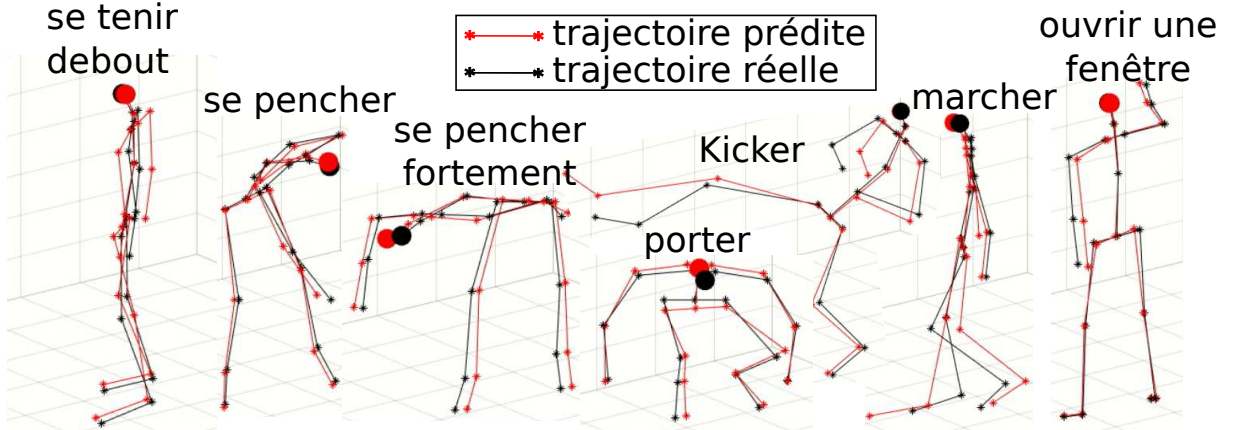 se tenir
debout
se pencher
se pencher
fortement
trajectoire prédite
trajectoire réelle
Kicker
porter
marcher
ouvrir une
fenêtre